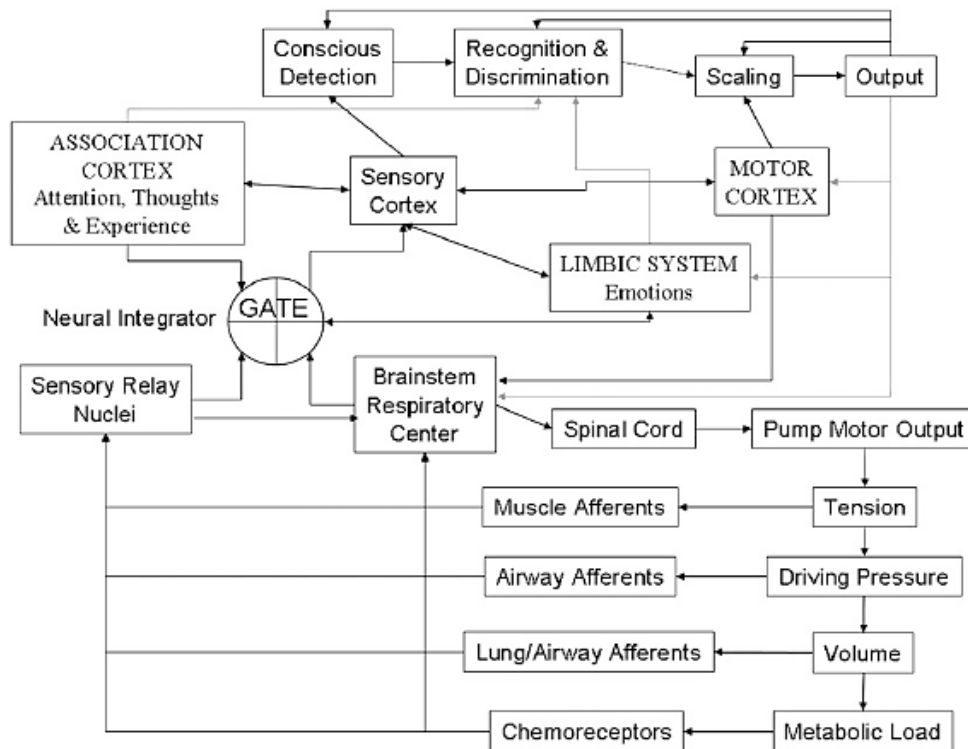 Conscious
Detection
Recognition &
Discrimination
Scaling
Output
ASSOCIATION
CORTEX
Attention, Thoughts
& Experience
Sensory
Cortex
MOTOR
CORTEX
LIMBIC SYSTEM
Emotions
Neural Integrator
GATE
Sensory Relay
Nuclei
Brainstem
Respiratory
Center
Spinal Cord
Pump Motor Output
Muscle Afferents
Tension
Airway Afferents
Driving Pressure
Lung/Airway Afferents
Volume
Chemoreceptors
Metabolic Load